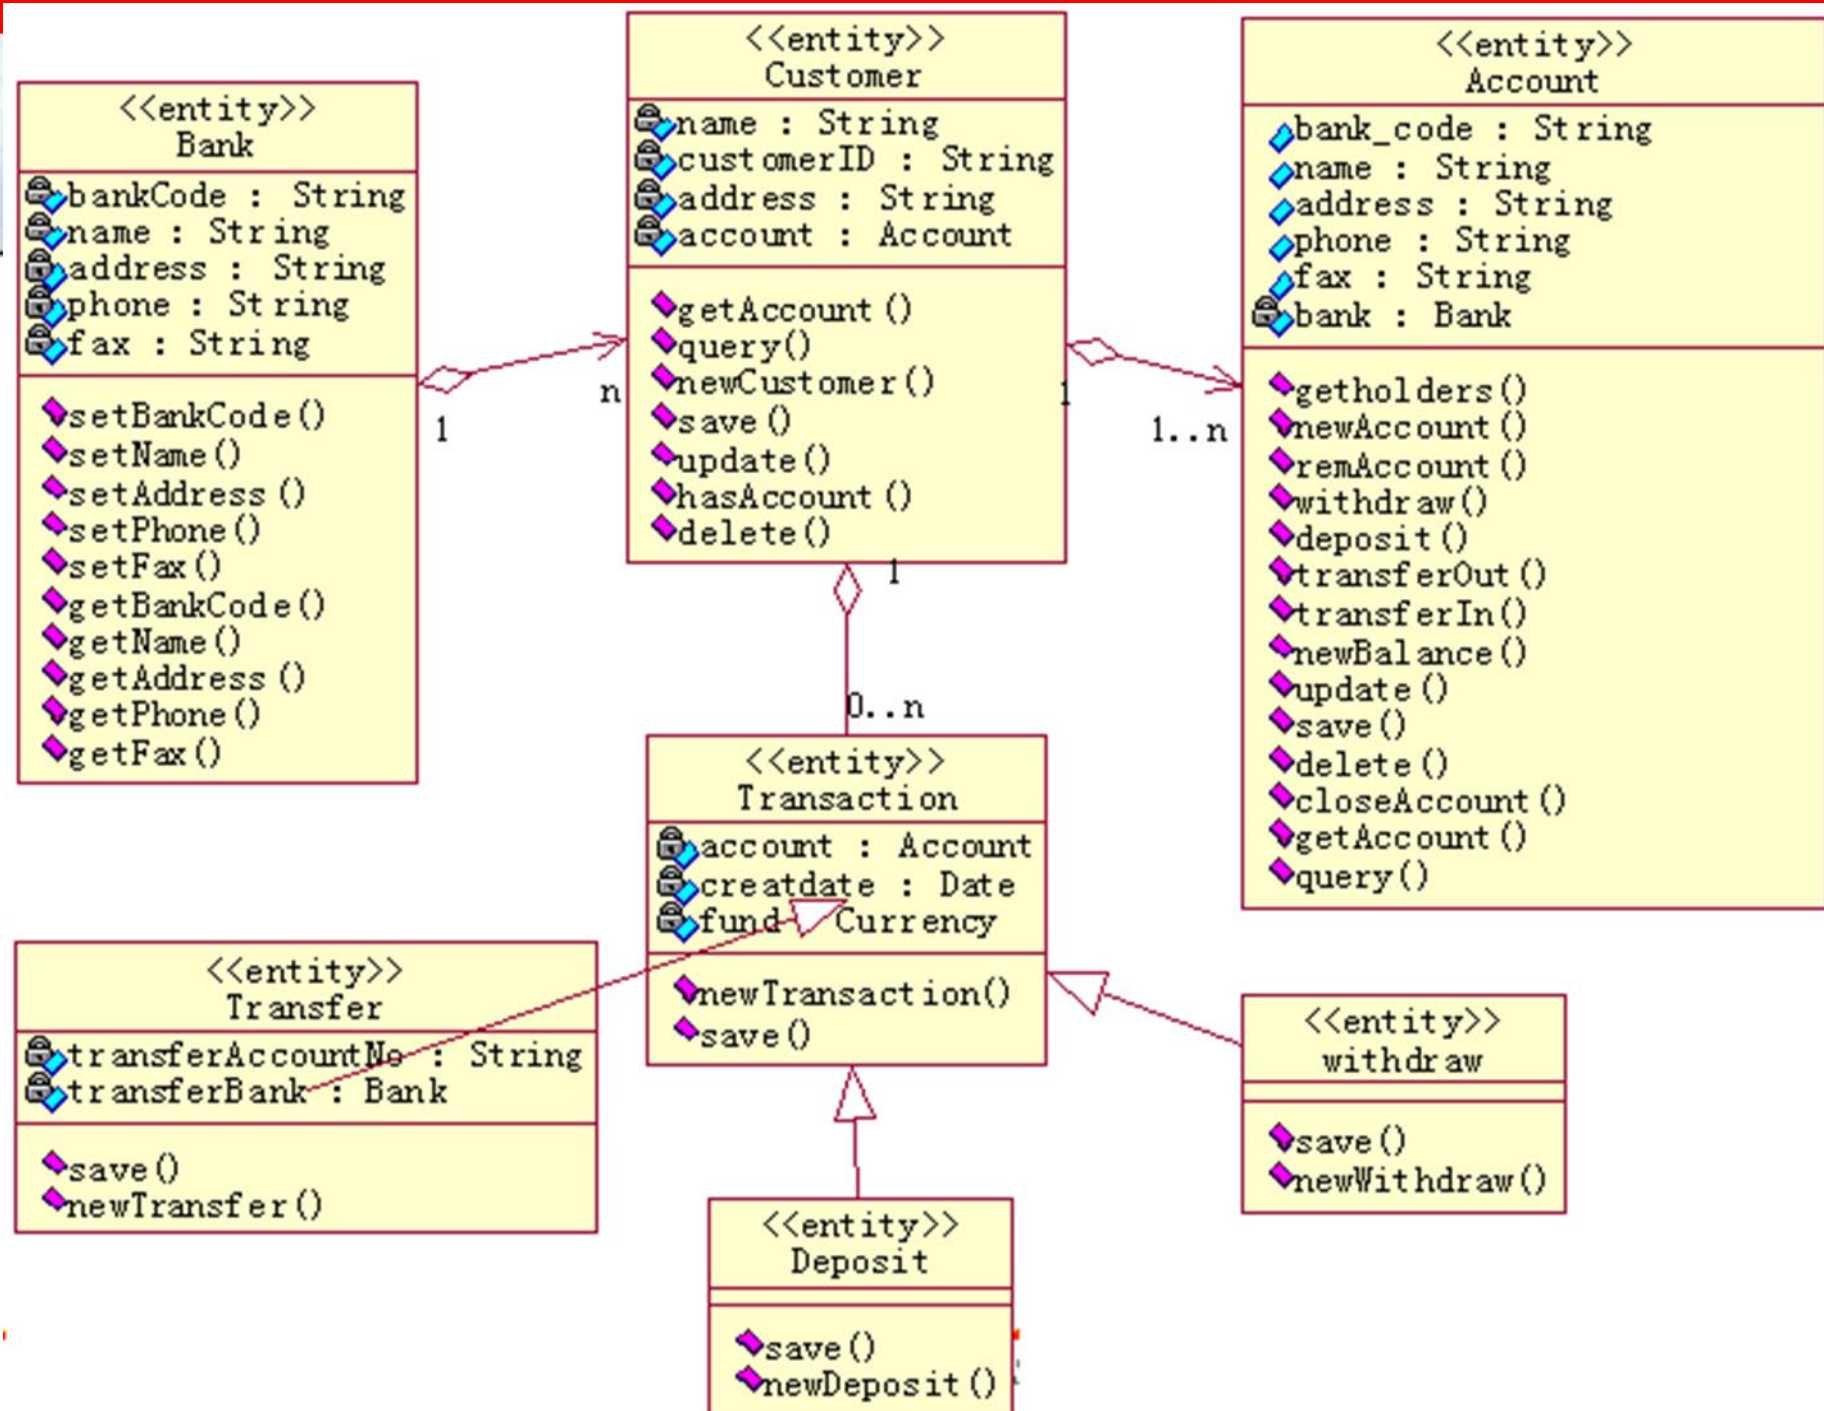 <<entity>>
Bank
bankCode : String
name : String
address : String
phone : String
fax : String
setBankCode()
setName()
setAddress()
setPhone()
setFax()
getBankCode()
getName()
getAddress()
getPhone()
getFax()
1
n
<<entity>>
Customer
name : String
customerID : String
address : String
account : Account
getAccount()
query()
newCustomer()
save()
update()
hasAccount()
delete()
1
1..n
<<entity>>
Account
bank_code : String
name : String
address : String
phone : String
fax : String
bank : Bank
getholders()
newAccount()
remAccount()
withdraw()
deposit()
transferOut()
transferIn()
newBalance()
update()
save()
delete()
closeAccount()
getAccount()
query()
1
0..n
<<entity>>
Transaction
account : Account
creatdate : Date
fund Currency
newTransaction()
save()
<<entity>>
Transfer
transferAccountNo : String
transferBank : Bank
save()
newTransfer()
<<entity>>
Deposit
save()
newDeposit()
<<entity>>
withdraw
save()
newWithdraw()